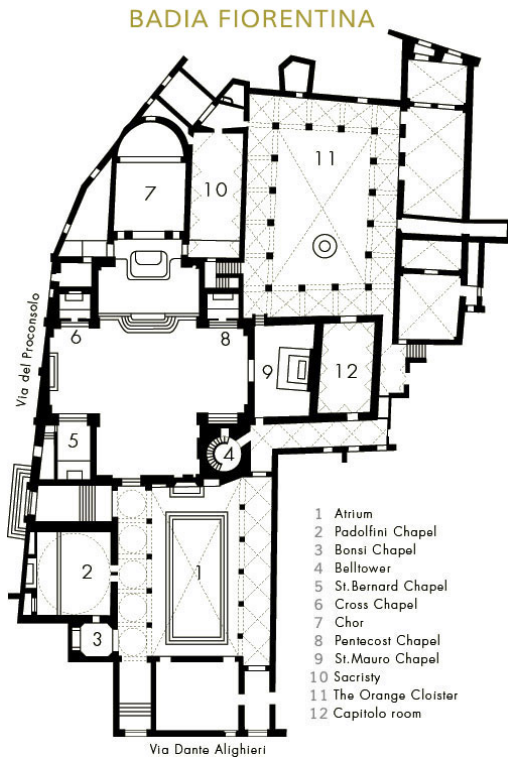 BADIA FIORENTINA
11
7
10
Via del Proconsolo
6
8
9
12
5
4
2
1
3
1 Atrium
2 Padolfini Chapel
3 Bonsi Chapel
4 Belltower
5 St.Bernard Chapel
6 Cross Chapel
7 Chor
8 Pentecost Chapel
9 St.Mauro Chapel
10 Sacristy
11 The Orange Cloister
12 Capitolo room
Via Dante Alighieri